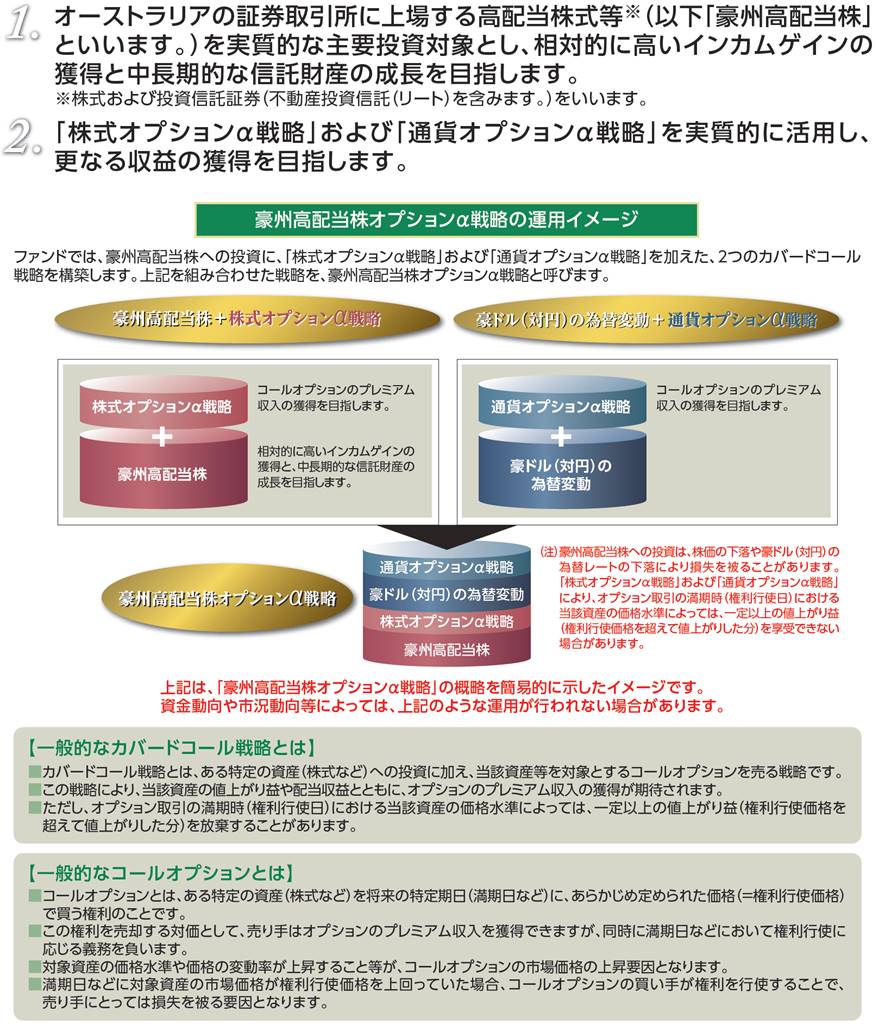 1. オーストラリアの証券取引所に上場する高配当株式等※（以下「豪州高配当株」
といいます。）を実質的な主要投資対象とし、相対的に高いインカムゲインの
獲得と中長期的な信託財産の成長を目指します。
※株式および投資信託証券（不動産投資信託（リート）を含みます。）をいいます。
2. 「株式オプションα戦略」および「通貨オプションα戦略」を実質的に活用し、
更なる収益の獲得を目指します。
豪州高配当株オプションα戦略の運用イメージ
ファンドでは、豪州高配当株への投資に、「株式オプションα戦略」および「通貨オプションα戦略」を加えた、2つのカバードコール
戦略を構築します。上記を組み合わせた戦略を、豪州高配当株オプションα戦略と呼びます。
豪州高配当株＋株式オプションα戦略
豪ドル（対円）の為替変動＋通貨オプションα戦略
株式オプションα戦略
コールオプションのプレミアム
収入の獲得を目指します。
＋
豪州高配当株
相対的に高いインカムゲインの
獲得と、中長期的な信託財産の
成長を目指します。
通貨オプションα戦略
コールオプションのプレミアム
収入の獲得を目指します。
＋
豪ドル（対円）の
為替変動
豪州高配当株オプションα戦略
通貨オプションα戦略
豪ドル（対円）の為替変動
株式オプションα戦略
豪州高配当株
（注）豪州高配当株への投資は、株価の下落や豪ドル（対円）の
為替レートの下落により損失を被ることがあります。
「株式オプションα戦略」および「通貨オプションα戦略」
により、オプション取引の満期時（権利行使日）における
当該資産の価格水準によっては、一定以上の値上がり益
（権利行使価格を超えて値上がりした分）を享受できない
場合があります。
上記は、「豪州高配当株オプションα戦略」の概略を簡易的に示したイメージです。
資金動向や市況動向等によっては、上記のような運用が行われない場合があります。
【一般的なカバードコール戦略とは】
■カバードコール戦略とは、ある特定の資産（株式など）への投資に加え、当該資産等を対象とするコールオプションを売る戦略です。
■この戦略により、当該資産の値上がり益や配当収益とともに、オプションのプレミアム収入の獲得が期待されます。
■ただし、オプション取引の満期時（権利行使日）における当該資産の価格水準によっては、一定以上の値上がり益（権利行使価格を
超えて値上がりした分）を放棄することがあります。
【一般的なコールオプションとは】
■コールオプションとは、ある特定の資産（株式など）を将来の特定期日（満期日など）に、あらかじめ定められた価格（＝権利行使価格）
で買う権利のことです。
■この権利を売却する対価として、売り手はオプションのプレミアム収入を獲得できますが、同時に満期日などにおいて権利行使に
応じる義務を負います。
■対象資産の価格水準や価格の変動率が上昇すること等が、コールオプションの市場価格の上昇要因となります。
■満期日などに対象資産の市場価格が権利行使価格を上回っていた場合、コールオプションの買い手が権利を行使することで、
売り手にとっては損失を被る要因となります。